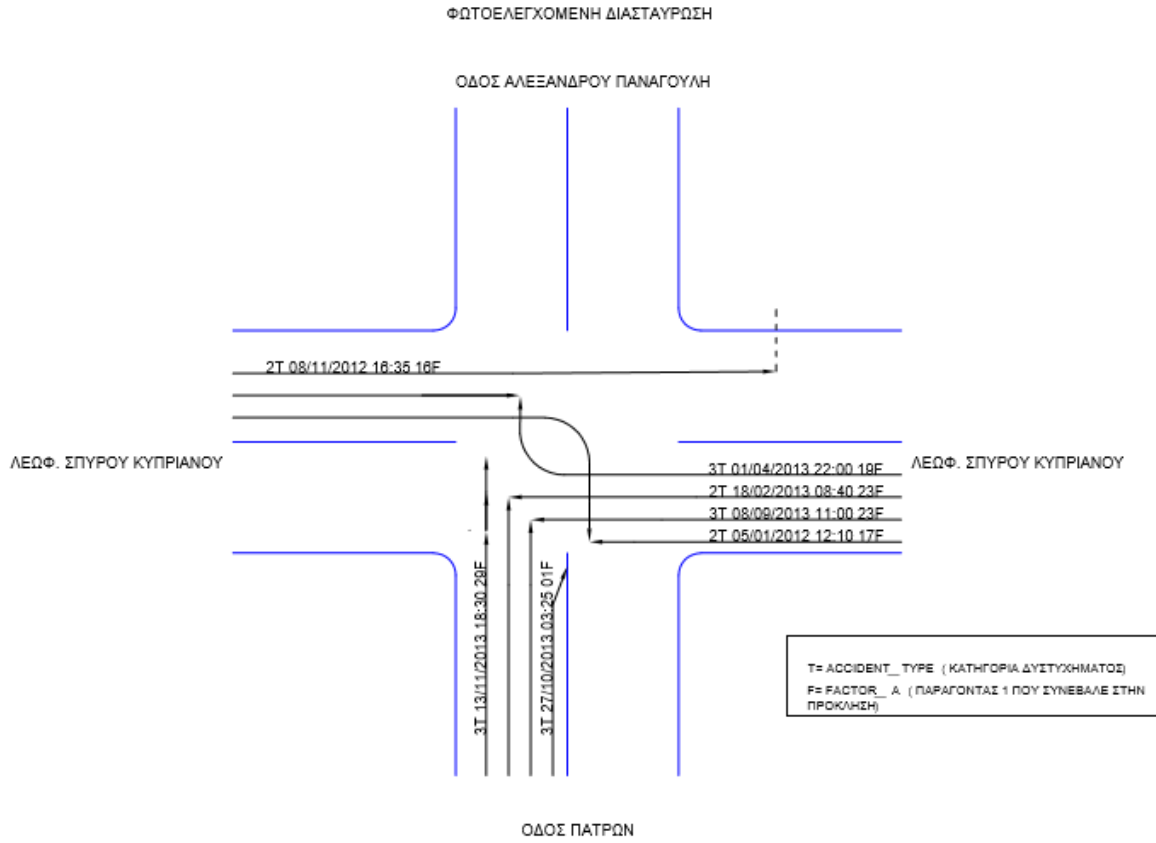 ΦΩΤΟΕΛΕΓΧΟΜΕΝΗ ΔΙΑΣΤΑΥΡΩΣΗ
ΟΔΟΣ ΑΛΕΞΑΝΔΡΟΥ ΠΑΝΑΓΟΥΛΗ
2T 08/11/2012 16:35 16F
ΛΕΩΦ. ΣΠΥΡΟΥ ΚΥΠΡΙΑΝΟΥ
3T 01/04/2013 22:00 19F
2T 18/02/2013 08:40 23F
3T 08/09/2013 11:00 23F
2T 05/01/2012 12:10 17F
ΛΕΩΦ. ΣΠΥΡΟΥ ΚΥΠΡΙΑΝΟΥ
3T 13/11/2013 18:30 29F
3T 27/10/2013 03:25 01F
T= ACCIDENT_ TYPE ( ΚΑΤΗΓΟΡΙΑ ΔΥΣΤΥΧΗΜΑΤΟΣ)
F= FACTOR_ A ( ΠΑΡΑΓΟΝΤΑΣ 1 ΠΟΥ ΣΥΝΕΒΑΛΕ ΣΤΗΝ
ΠΡΟΚΛΗΣΗ)
ΟΔΟΣ ΠΑΤΡΩΝ